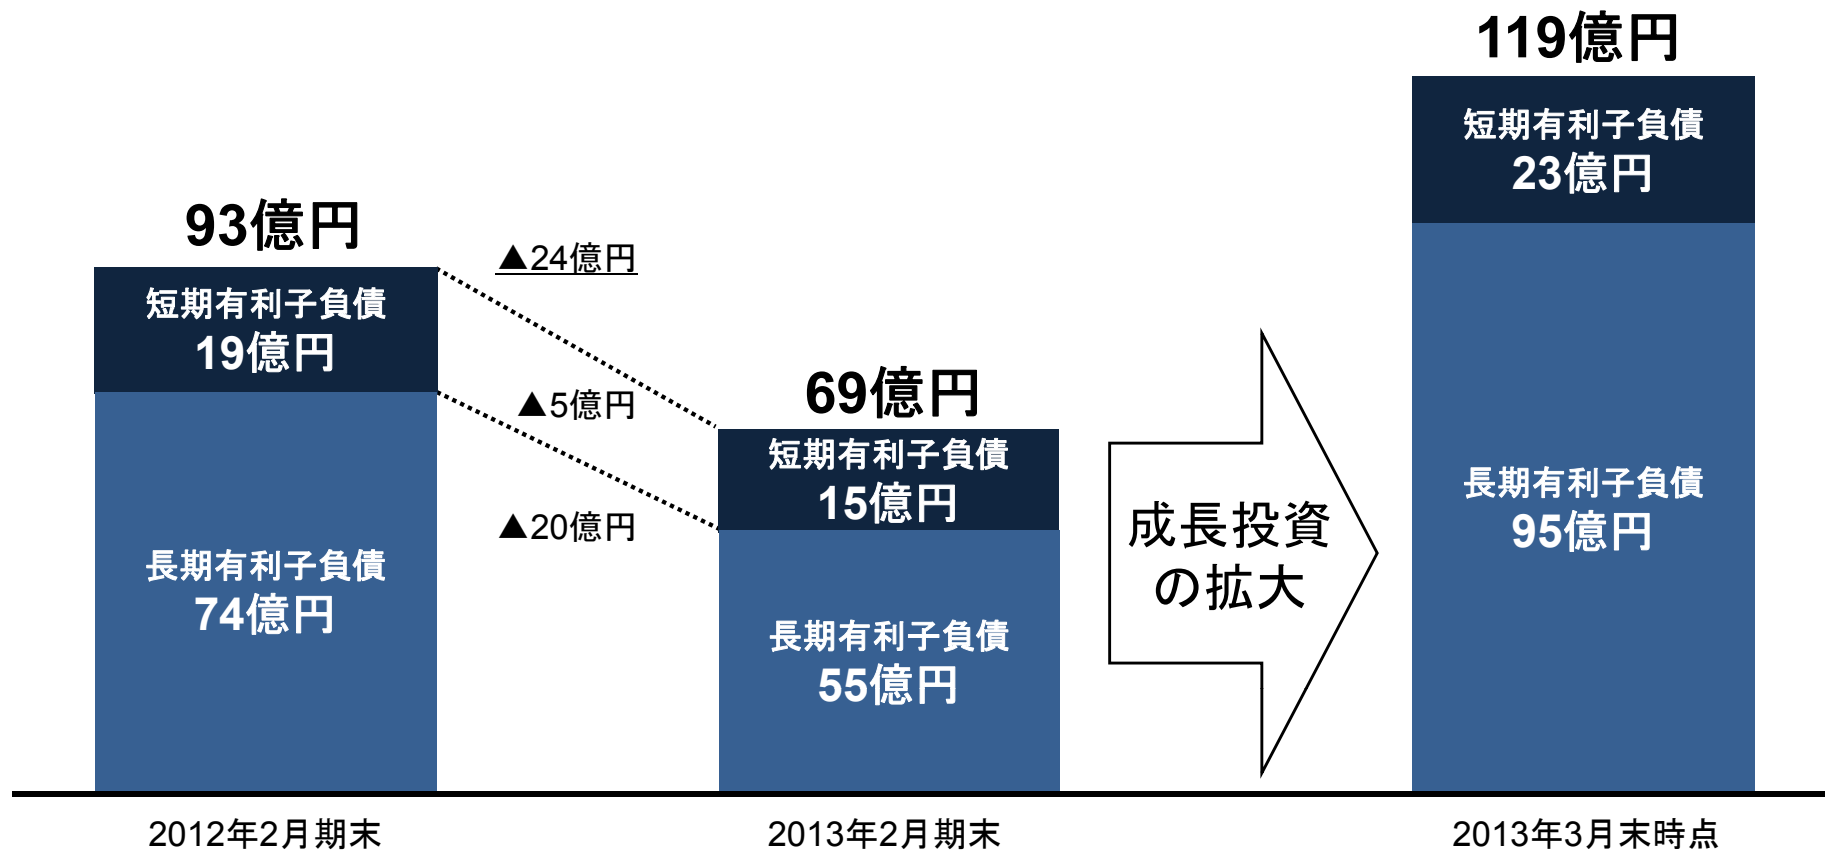 93億円
短期有利子負債
19億円
長期有利子負債
74億円
2012年2月期末
▲24億円
▲5億円
▲20億円
69億円
短期有利子負債
15億円
長期有利子負債
55億円
2013年2月期末
成長投資
の拡大
119億円
短期有利子負債
23億円
長期有利子負債
95億円
2013年3月末時点